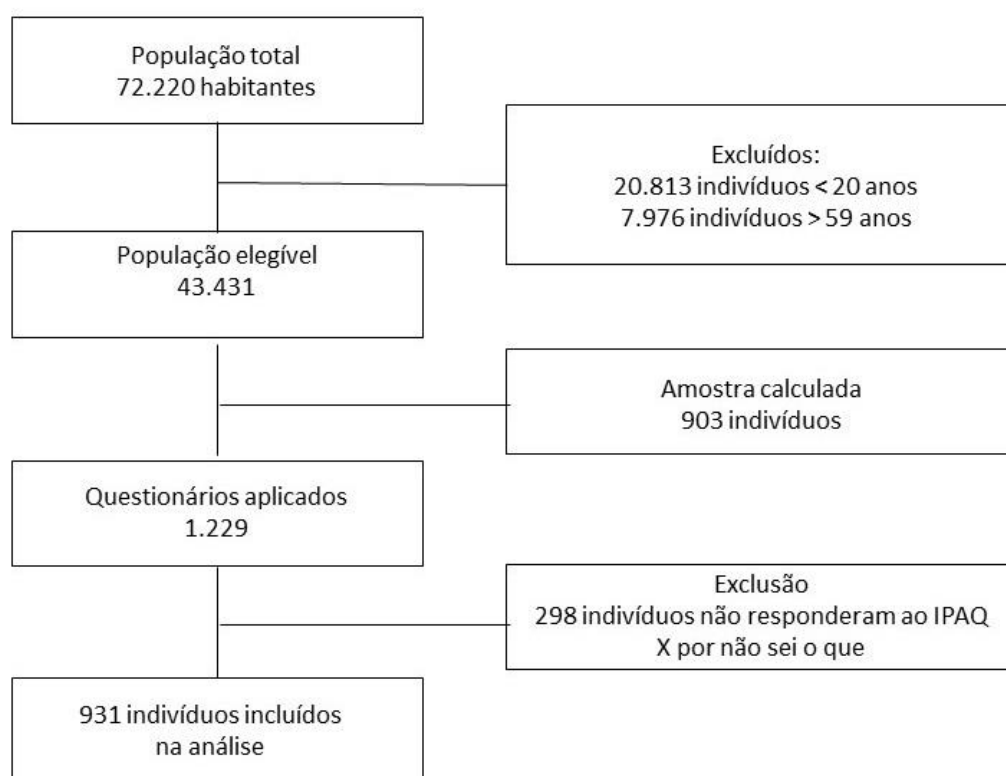 População total
72.220 habitantes
Excluídos:
20.813 indivíduos < 20 anos
7.976 indivíduos > 59 anos
População elegível
43.431
Amostra calculada
903 indivíduos
Questionários aplicados
1.229
Exclusão
298 indivíduos não responderam ao IPAQ
X por não sei o que
931 indivíduos incluídos
na análise